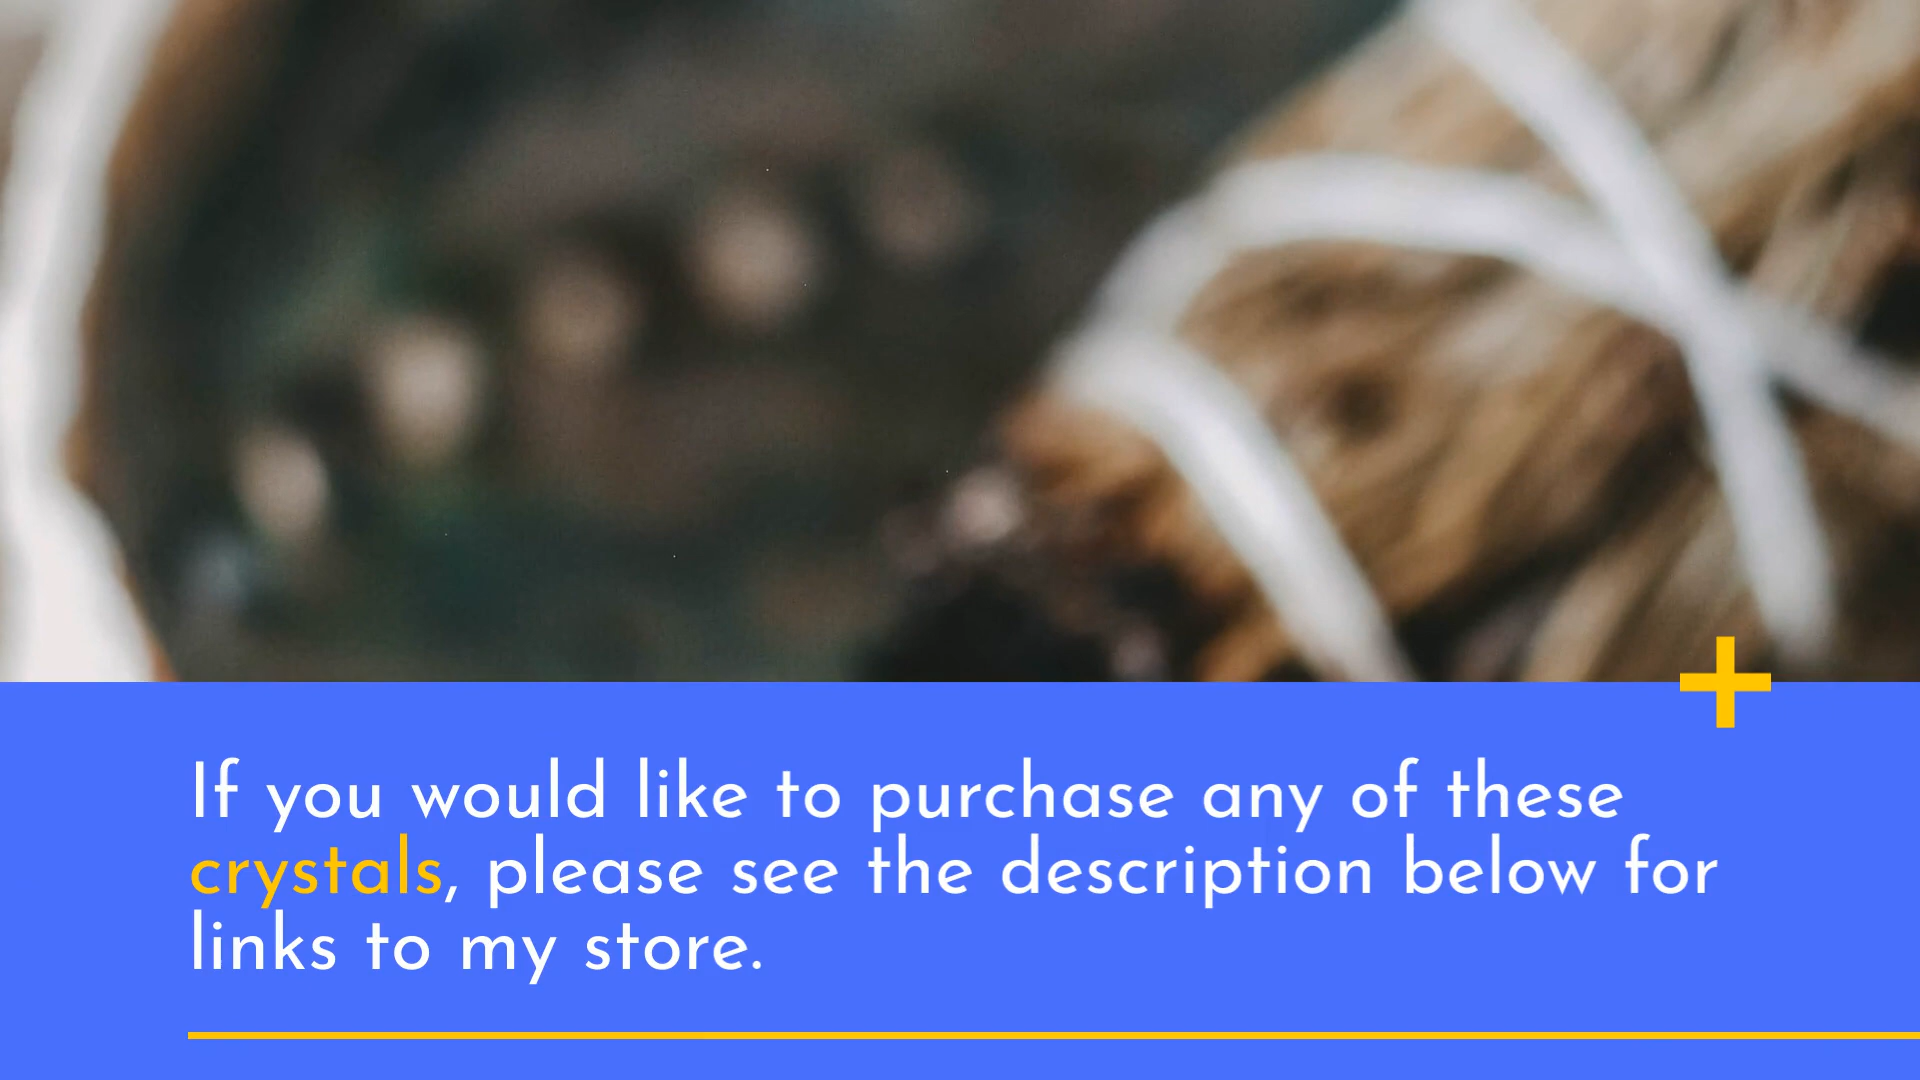 If you would like to purchase any of these
crystals, please see the description below for
links to my store.